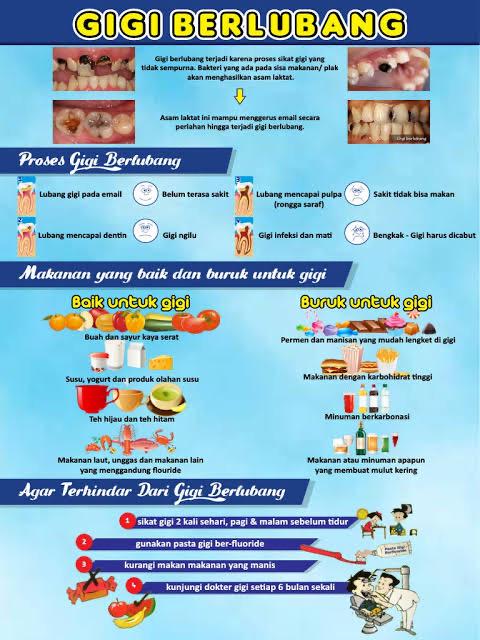 GIGI BERLUBANG
Gigi berlubang terjadi karena proses sikat gigi yang
tidak sempurna. Bakteri yang ada pada sisa makanan/ plak
akan menghasilkan asam laktat.
Asam laktat ini mampu menggerus email secara
perlahan hingga terjadi gigi berlubang.
Gigi berlubang
Proses Gigi Berlubang
1
Lubang gigi pada email
Belum terasa sakit
3
Lubang mencapai pulpa
(rongga saraf)
Sakit tidak bisa makan
2
Lubang mencapai dentin
Gigi ngilu
Gigi infeksi dan mati
Bengkak - Gigi harus dicabut
Makanan yang baik dan buruk untuk gigi
Baik untuk gigi
Buruk untuk gigi
Buah dan sayur kaya serat
Permen dan manisan yang mudah lengket di gigi
Susu, yogurt dan produk olahan susu
Makanan dengan karbohidrat tinggi
Teh hijau dan teh hitam
Minuman berkarbonasi
Makanan laut, unggas dan makanan lain
yang menggandung flouride
Makanan atau minuman apapun
yang membuat mulut kering
Agar Terhindar Dari Gigi Berlubang
1 sikat gigi 2 kali sehari, pagi & malam sebelum tidur
2 gunakan pasta gigi ber-fluoride
Pasta Gigi
Berfluoride
3 kurangi makan makanan yang manis
4 kunjungi dokter gigi setiap 6 bulan sekali